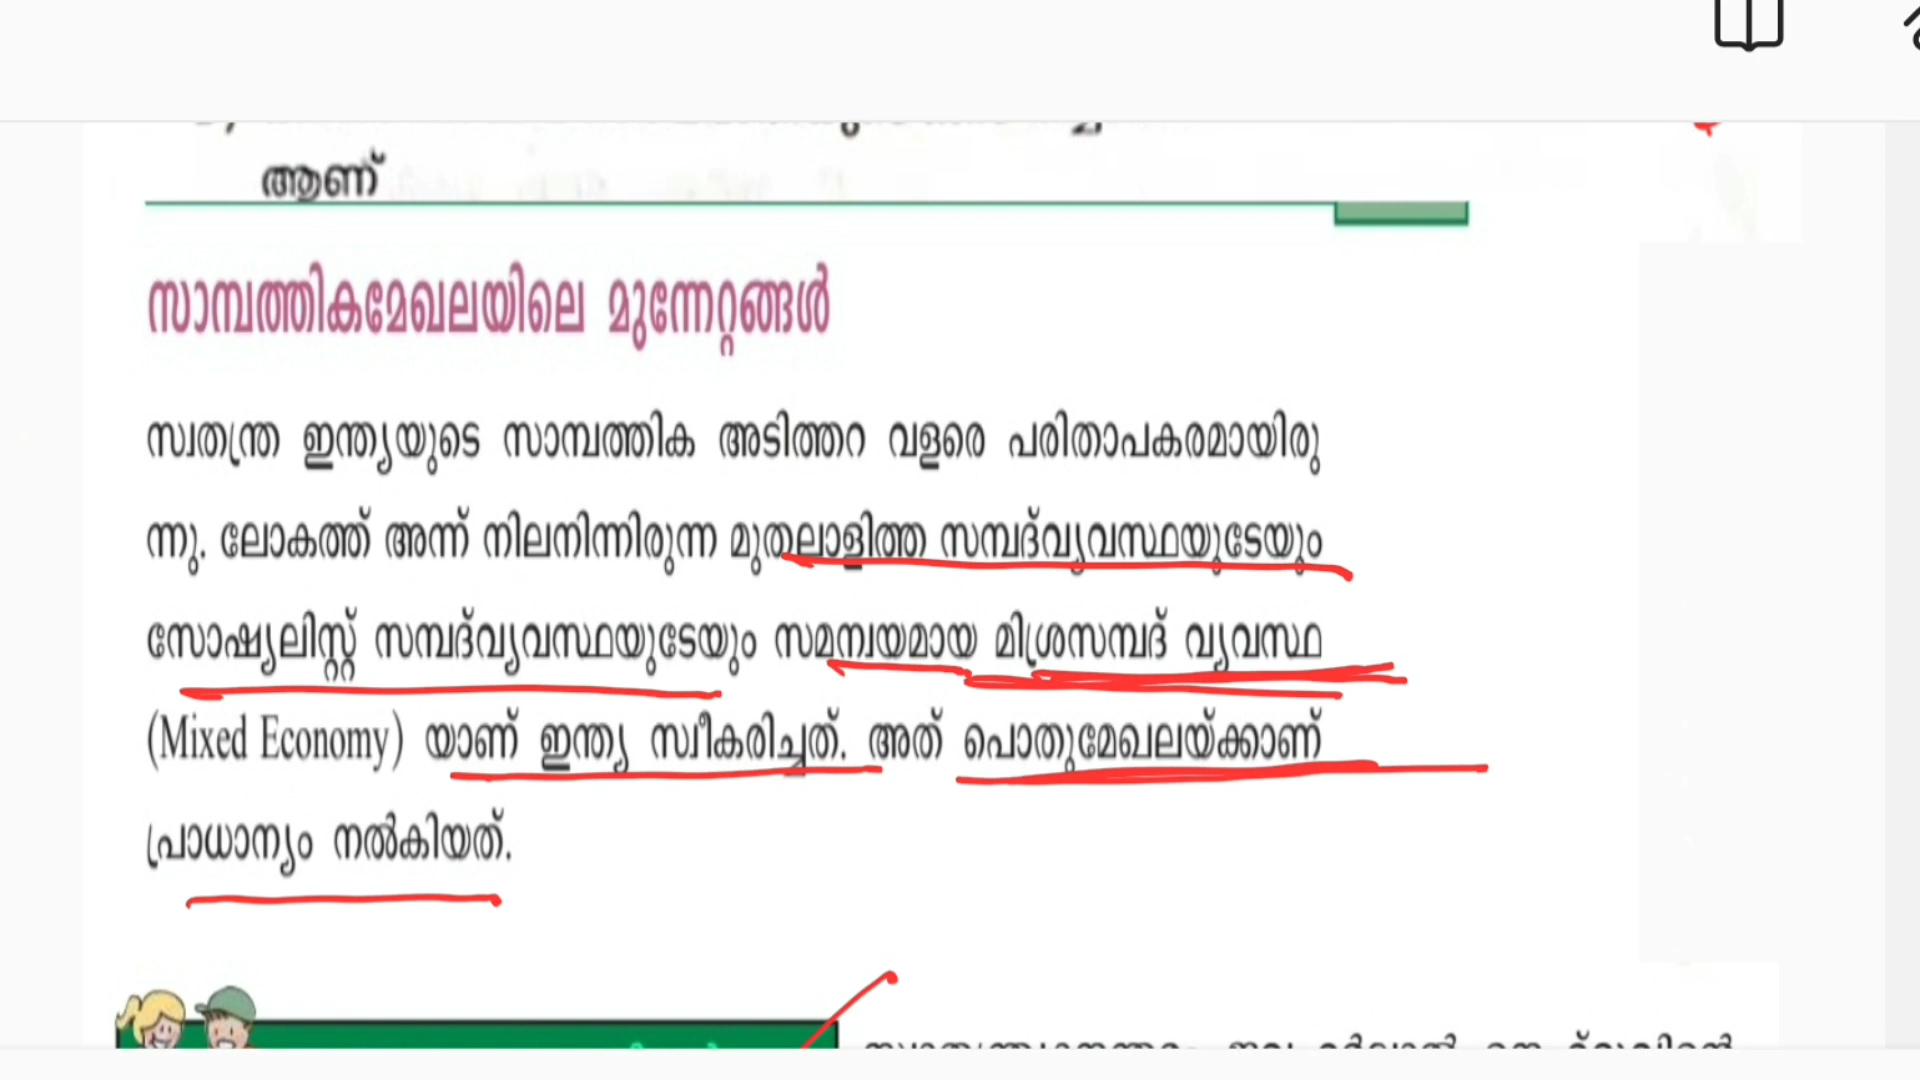 ആണ്
സാമ്പത്തികമേഖലയിലെ മുന്നേറ്റങ്ങൾ
സ്വതന്ത്ര ഇന്ത്യയുടെ സാമ്പത്തിക അടിത്തറ വളരെ പരിതാപകരമായിരു
ന്നു. ലോകത്ത് അന്ന് നിലനിന്നിരുന്ന മുതലാളിത്ത സമ്പദ്‌വ്യവസ്ഥയുടേയും
സോഷ്യലിസ്റ്റ് സമ്പദ്‌വ്യവസ്ഥയുടേയും സമന്വയമായ മിശ്രസമ്പദ് വ്യവസ്ഥ
(Mixed Economy) യാണ് ഇന്ത്യ സ്വീകരിച്ചത്. അത് പൊതുമേഖലയ്ക്കാണ്
പ്രാധാന്യം നൽകിയത്.